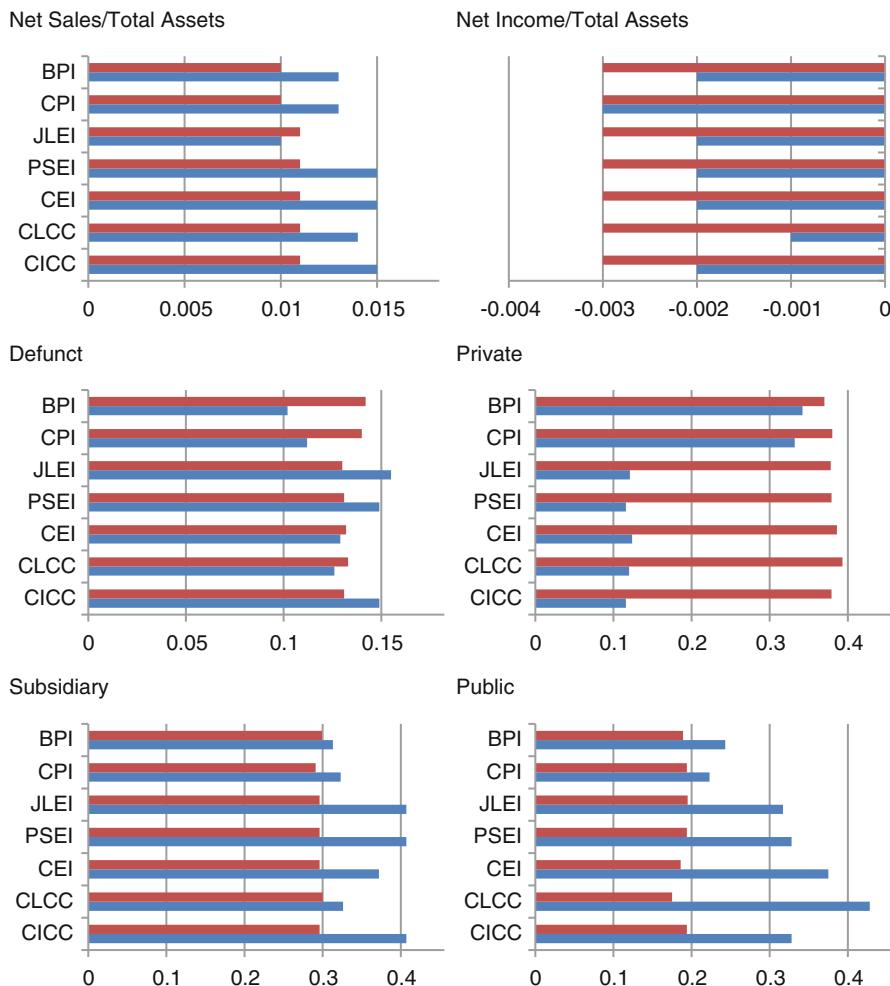 Net Sales/Total Assets
BPI
CPI
JLEI
PSEI
CEI
CLCC
CICC
0 0.005 0.01 0.015
Net Income/Total Assets
-0.004 -0.003 -0.002 -0.001 0
Defunct
BPI
CPI
JLEI
PSEI
CEI
CLCC
CICC
0 0.05 0.1 0.15
Private
BPI
CPI
JLEI
PSEI
CEI
CLCC
CICC
0 0.1 0.2 0.3 0.4
Subsidiary
BPI
CPI
JLEI
PSEI
CEI
CLCC
CICC
0 0.1 0.2 0.3 0.4
Public
BPI
CPI
JLEI
PSEI
CEI
CLCC
CICC
0 0.1 0.2 0.3 0.4